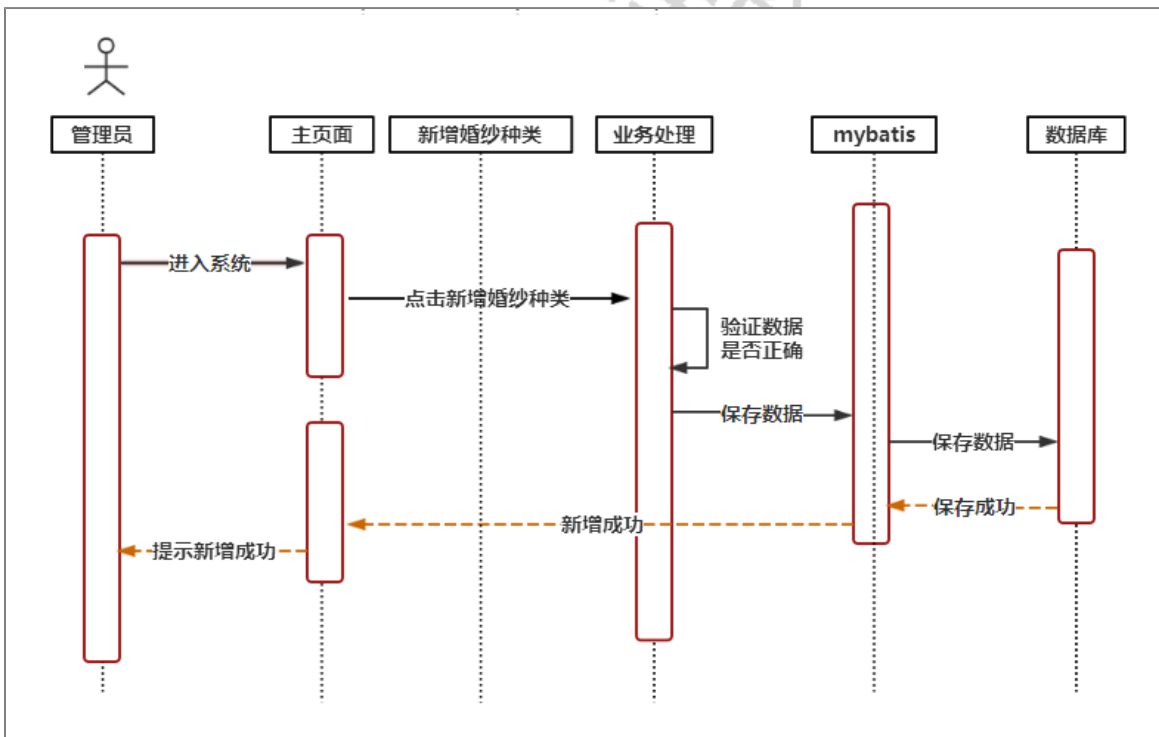 管理员
主页面
新增婚纱种类
业务处理
mybatis
数据库
进入系统
点击新增婚纱种类
验证数据
是否正确
保存数据
保存数据
保存成功
新增成功
提示新增成功